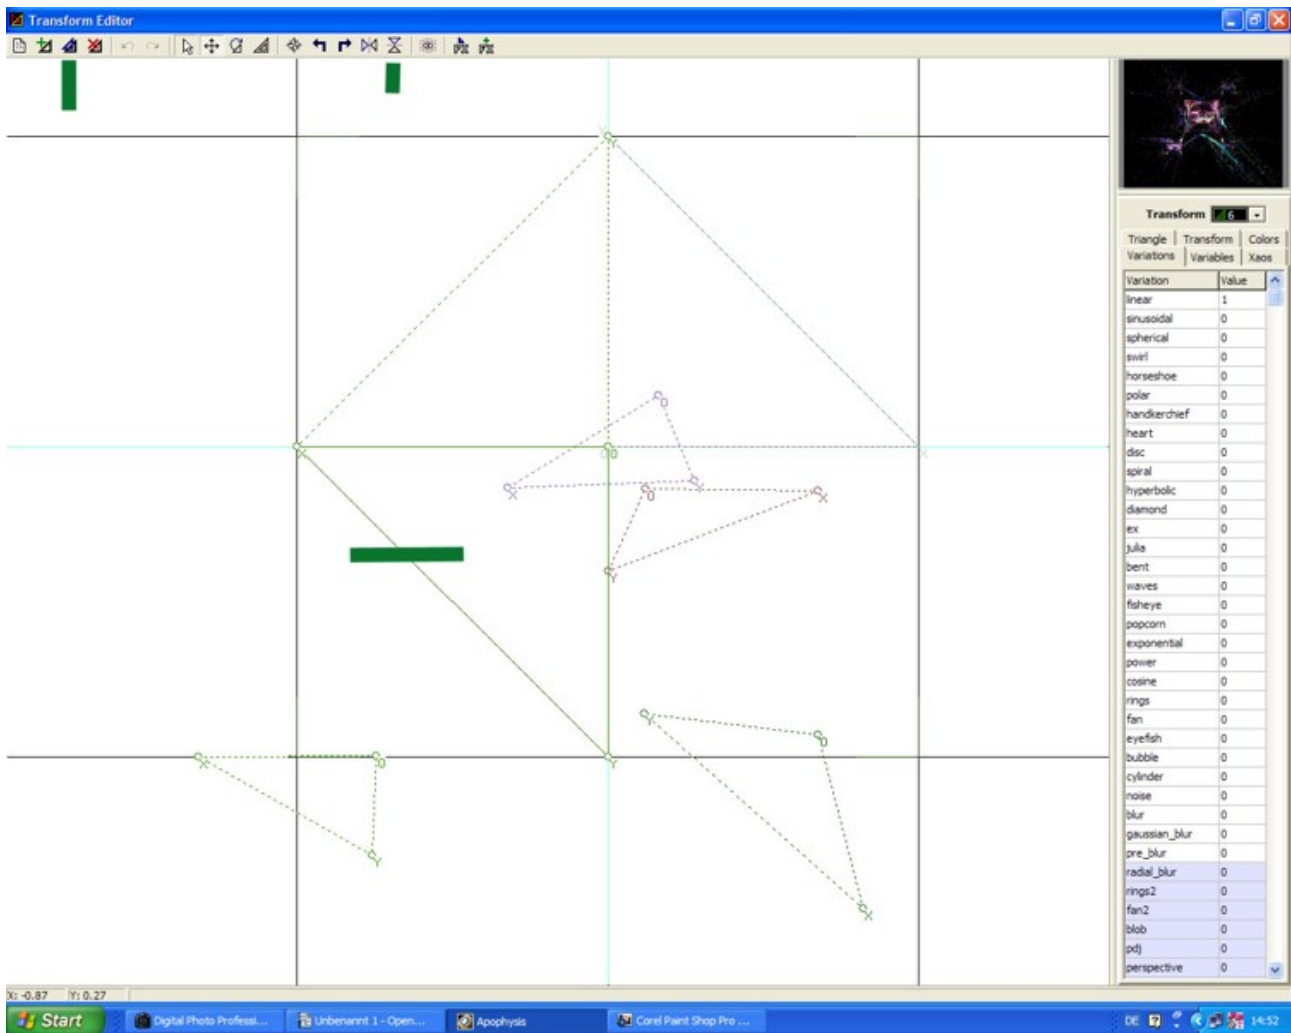 Transform Editor
Transform 6
Triangle Transform Colors
Variations Variables Xaos
Variation Value
linear 1
sinusoidal 0
spherical 0
swirl 0
horseshoe 0
polar 0
handkerchief 0
heart 0
disc 0
spiral 0
hyperbolic 0
diamond 0
ex 0
julia 0
bent 0
waves 0
fisheye 0
popcorn 0
exponential 0
power 0
cosine 0
rings 0
fan 0
eyefish 0
bubble 0
cylinder 0
noise 0
blur 0
gaussian_blur 0
pre_blur 0
radial_blur 0
rings2 0
fan2 0
blob 0
pdj 0
perspective 0
Y
Y
X
O
O
X
O
X
Y
O
X
Y
X
O
Y
Y
Y
O
X
X: -0.87 Y: 0.27
Start Digital Photo Professi... Unbenannt 1 - Open... Apophysis Corel Paint Shop Pro ... DE 14:52